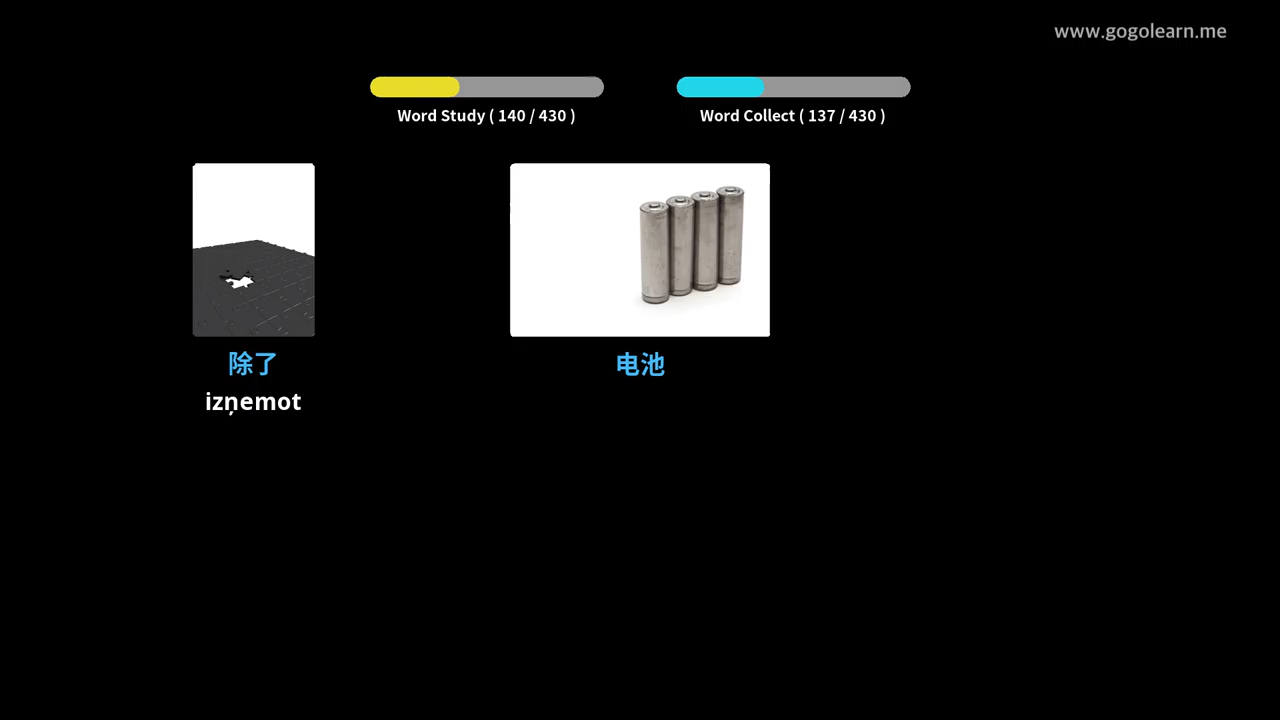 www.gogolearn.me
Word Study ( 140 / 430 )
Word Collect ( 137 / 430 )
除了
izņemot
电池